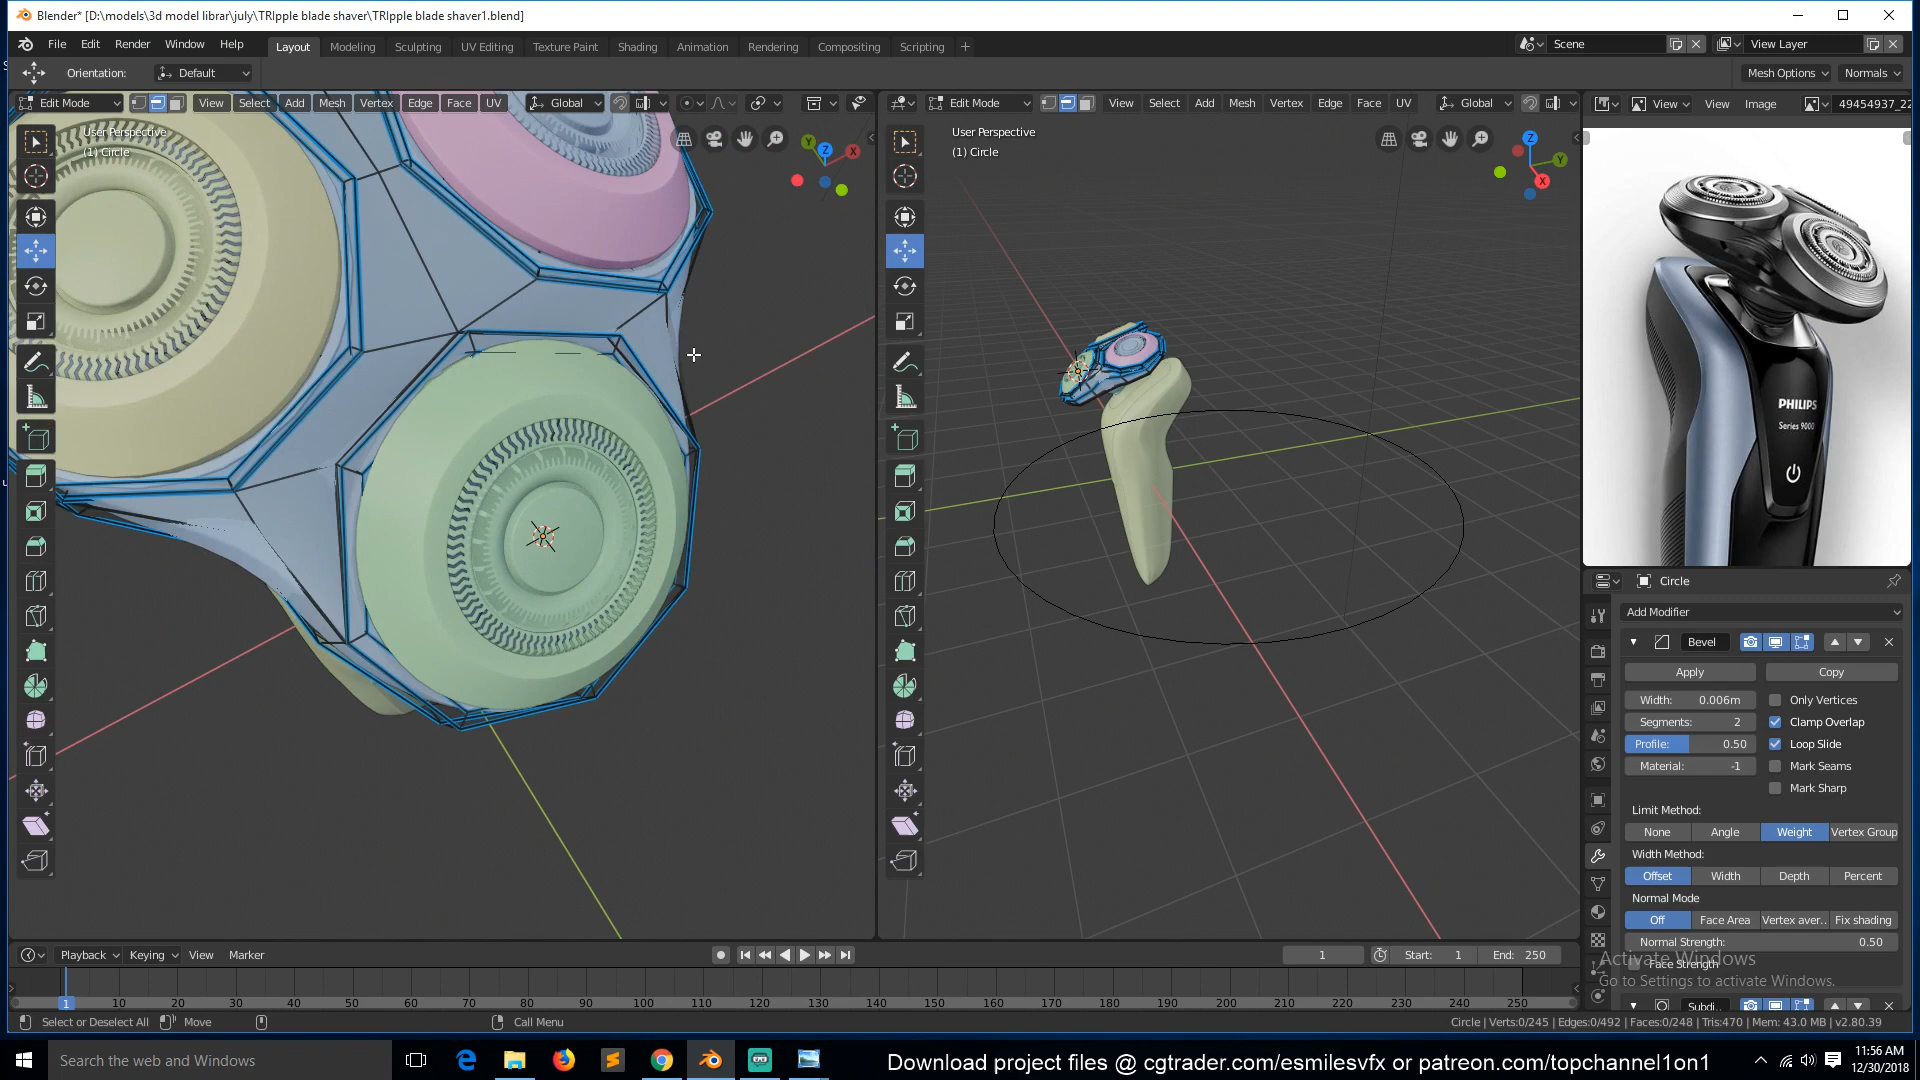 Blender* [D:\models\3d model librar\july\TRIpple blade shaver\TRIpple blade shaver1.blend]
File Edit Render Window Help Layout Modeling Sculpting UV Editing Texture Paint Shading Animation Rendering Compositing Scripting + Scene View Layer
Orientation: Default Mesh Options Normals
Edit Mode View Select Add Mesh Vertex Edge Face UV Global
Edit Mode View Select Add Mesh Vertex Edge Face UV Global
View View Image 49454937_22
User Perspective
(1) Circle
User Perspective
(1) Circle
PHILIPS
Series 9000
Circle
Add Modifier
Bevel
Apply Copy
Width: 0.006m Only Vertices
Segments: 2 Clamp Overlap
Profile: 0.50 Loop Slide
Material: -1 Mark Seams
Mark Sharp
Limit Method:
None Angle Weight Vertex Group
Width Method:
Offset Width Depth Percent
Normal Mode
Off Face Area Vertex aver.. Fix shading
Normal Strength: 0.50
Face Strength
Activate Windows
Go to Settings to activate Windows.
Subdi..
Playback Keying View Marker 1 Start: 1 End: 250
1 10 20 30 40 50 60 70 80 90 100 110 120 130 140 150 160 170 180 190 200 210 220 230 240 250
Select or Deselect All Move Call Menu Circle | Verts:0/245 | Edges:0/492 | Faces:0/248 | Tris:470 | Mem: 43.0 MB | v2.80.39
Search the web and Windows
Download project files @ cgtrader.com/esmilesvfx or patreon.com/topchannel1on1
11:56 AM
12/30/2018